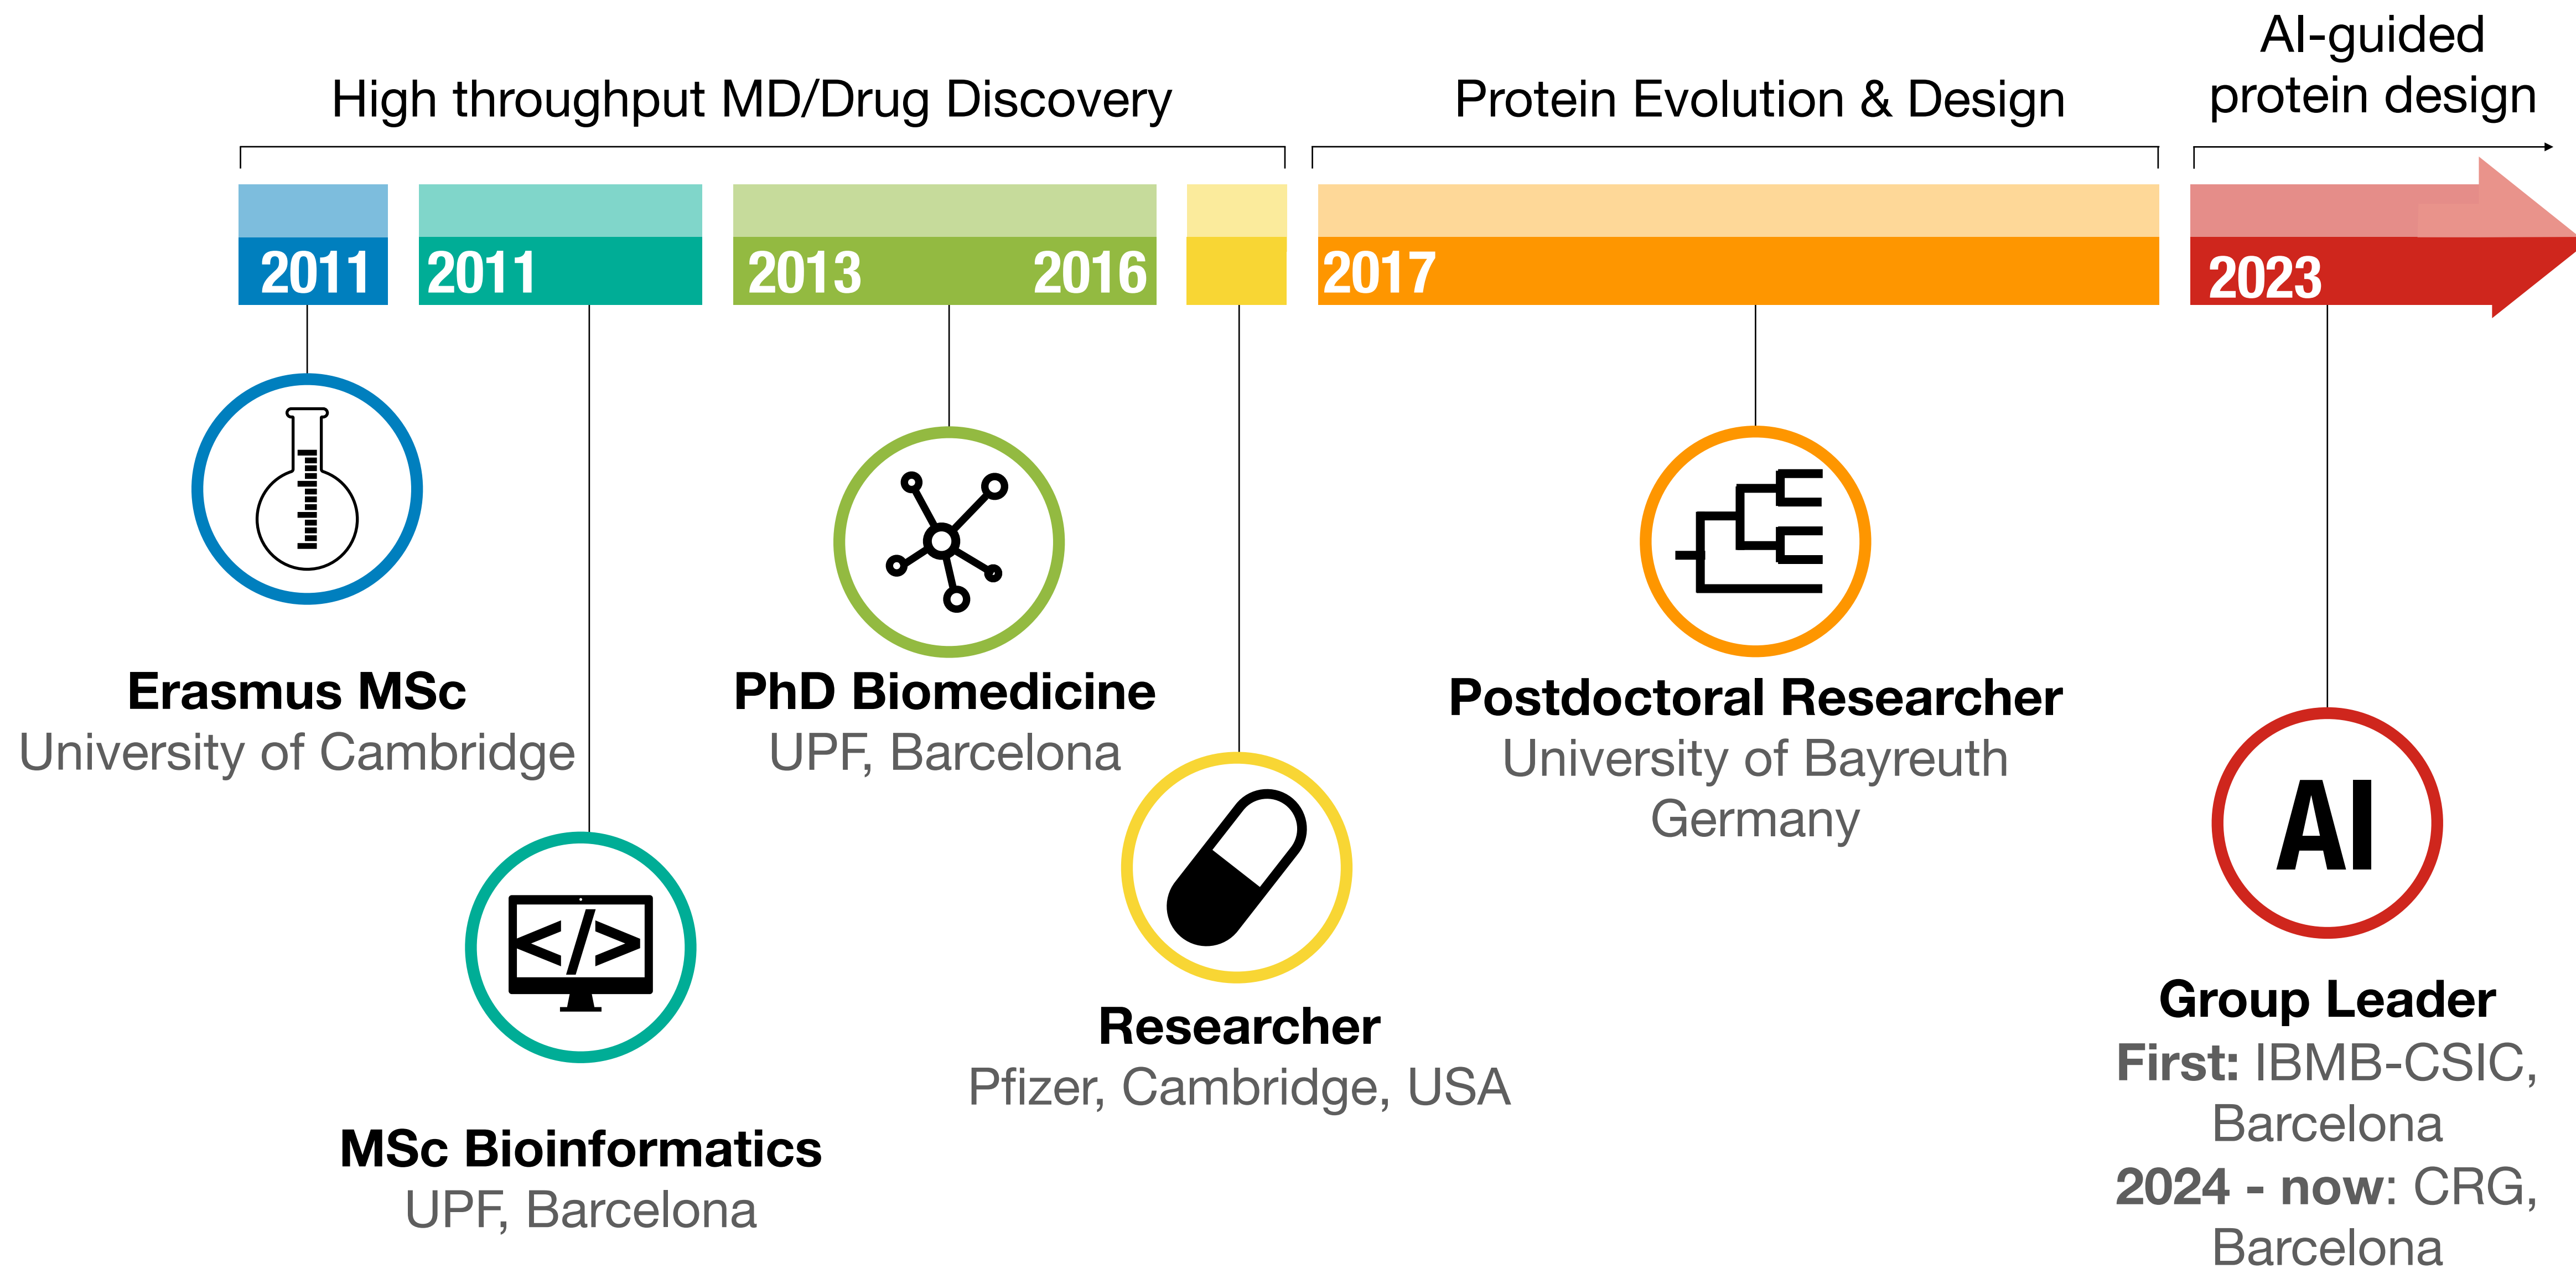 High throughput MD/Drug Discovery
Protein Evolution & Design
AI-guided
protein design
2011
2011
2013
2016
2017
2023
</>
AI
Erasmus MSc
University of Cambridge
MSc Bioinformatics
UPF, Barcelona
PhD Biomedicine
UPF, Barcelona
Researcher
Pfizer, Cambridge, USA
Postdoctoral Researcher
University of Bayreuth
Germany
Group Leader
First: IBMB-CSIC,
Barcelona
2024 - now: CRG,
Barcelona